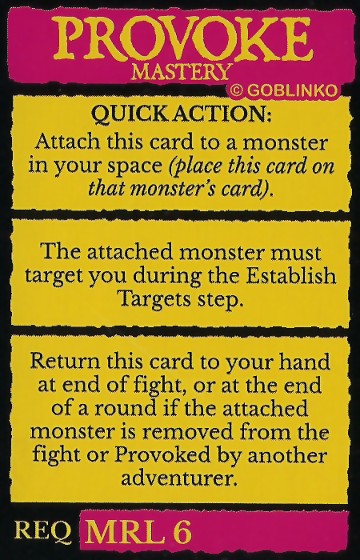 PROVOKE
MASTERY
© GOBLINKO
QUICK ACTION:
Attach this card to a monster
in your space (place this card on
that monster's card).
The attached monster must
target you during the Establish
Targets step.
Return this card to your hand
at end of fight, or at the end
of a round if the attached
monster is removed from the
fight or Provoked by another
adventurer.
REQ MRL 6